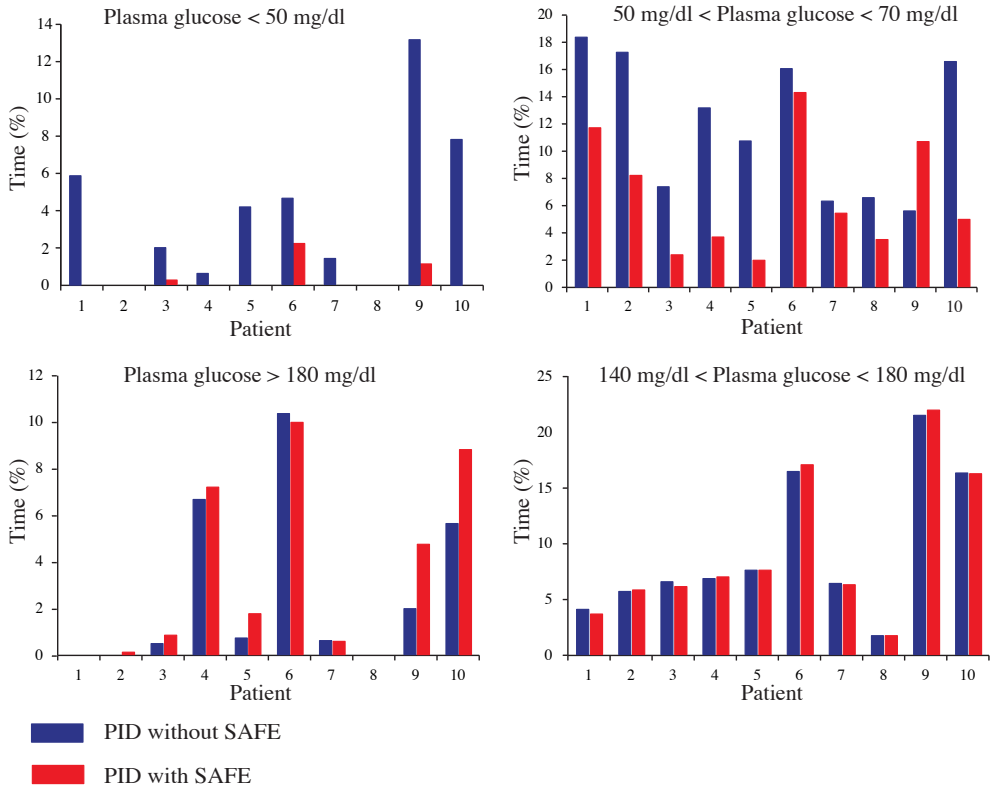 Plasma glucose < 50 mg/dl
14
12
10
8
6
4
2
0
Time (%)
1 2 3 4 5 6 7 8 9 10
Patient
50 mg/dl < Plasma glucose < 70 mg/dl
20
18
16
14
12
10
8
6
4
2
0
Time (%)
1 2 3 4 5 6 7 8 9 10
Patient
Plasma glucose > 180 mg/dl
12
10
8
6
4
2
0
Time (%)
1 2 3 4 5 6 7 8 9 10
Patient
140 mg/dl < Plasma glucose < 180 mg/dl
25
20
15
10
5
0
Time (%)
1 2 3 4 5 6 7 8 9 10
Patient
PID without SAFE
PID with SAFE